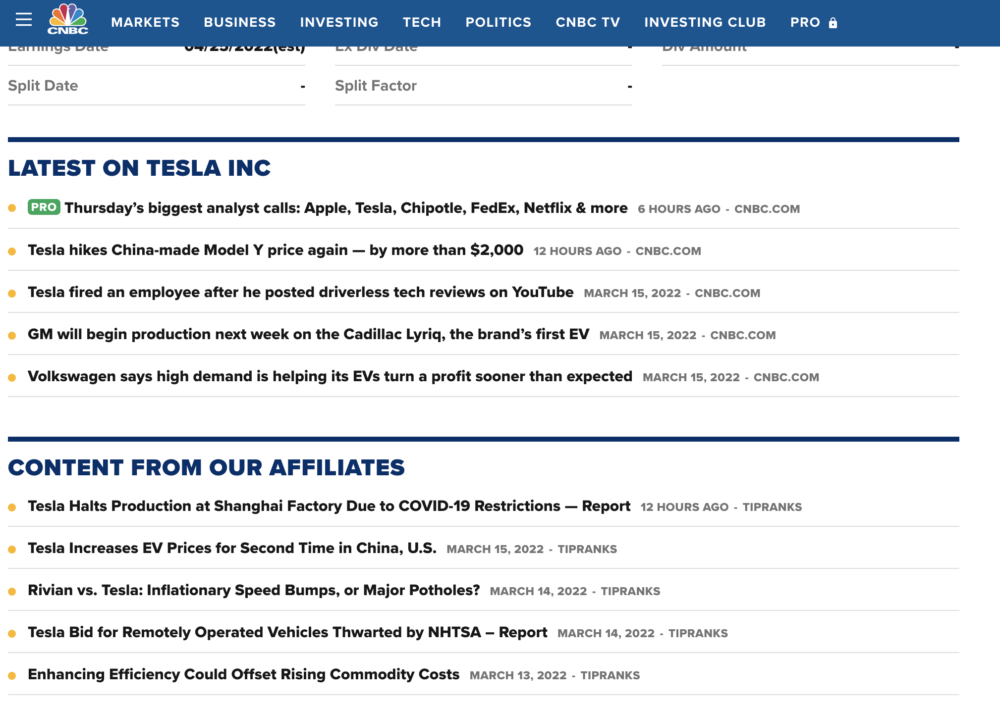 CNBC
MARKETS BUSINESS INVESTING TECH POLITICS CNBC TV INVESTING CLUB PRO
Earnings Date 04/25/2022(est) Ex Div Date - Div Amount -
Split Date - Split Factor -
LATEST ON TESLA INC
PRO Thursday’s biggest analyst calls: Apple, Tesla, Chipotle, FedEx, Netflix & more 6 HOURS AGO - CNBC.COM
Tesla hikes China-made Model Y price again — by more than $2,000 12 HOURS AGO - CNBC.COM
Tesla fired an employee after he posted driverless tech reviews on YouTube MARCH 15, 2022 - CNBC.COM
GM will begin production next week on the Cadillac Lyriq, the brand’s first EV MARCH 15, 2022 - CNBC.COM
Volkswagen says high demand is helping its EVs turn a profit sooner than expected MARCH 15, 2022 - CNBC.COM
CONTENT FROM OUR AFFILIATES
Tesla Halts Production at Shanghai Factory Due to COVID-19 Restrictions — Report 12 HOURS AGO - TIPRANKS
Tesla Increases EV Prices for Second Time in China, U.S. MARCH 15, 2022 - TIPRANKS
Rivian vs. Tesla: Inflationary Speed Bumps, or Major Potholes? MARCH 14, 2022 - TIPRANKS
Tesla Bid for Remotely Operated Vehicles Thwarted by NHTSA – Report MARCH 14, 2022 - TIPRANKS
Enhancing Efficiency Could Offset Rising Commodity Costs MARCH 13, 2022 - TIPRANKS